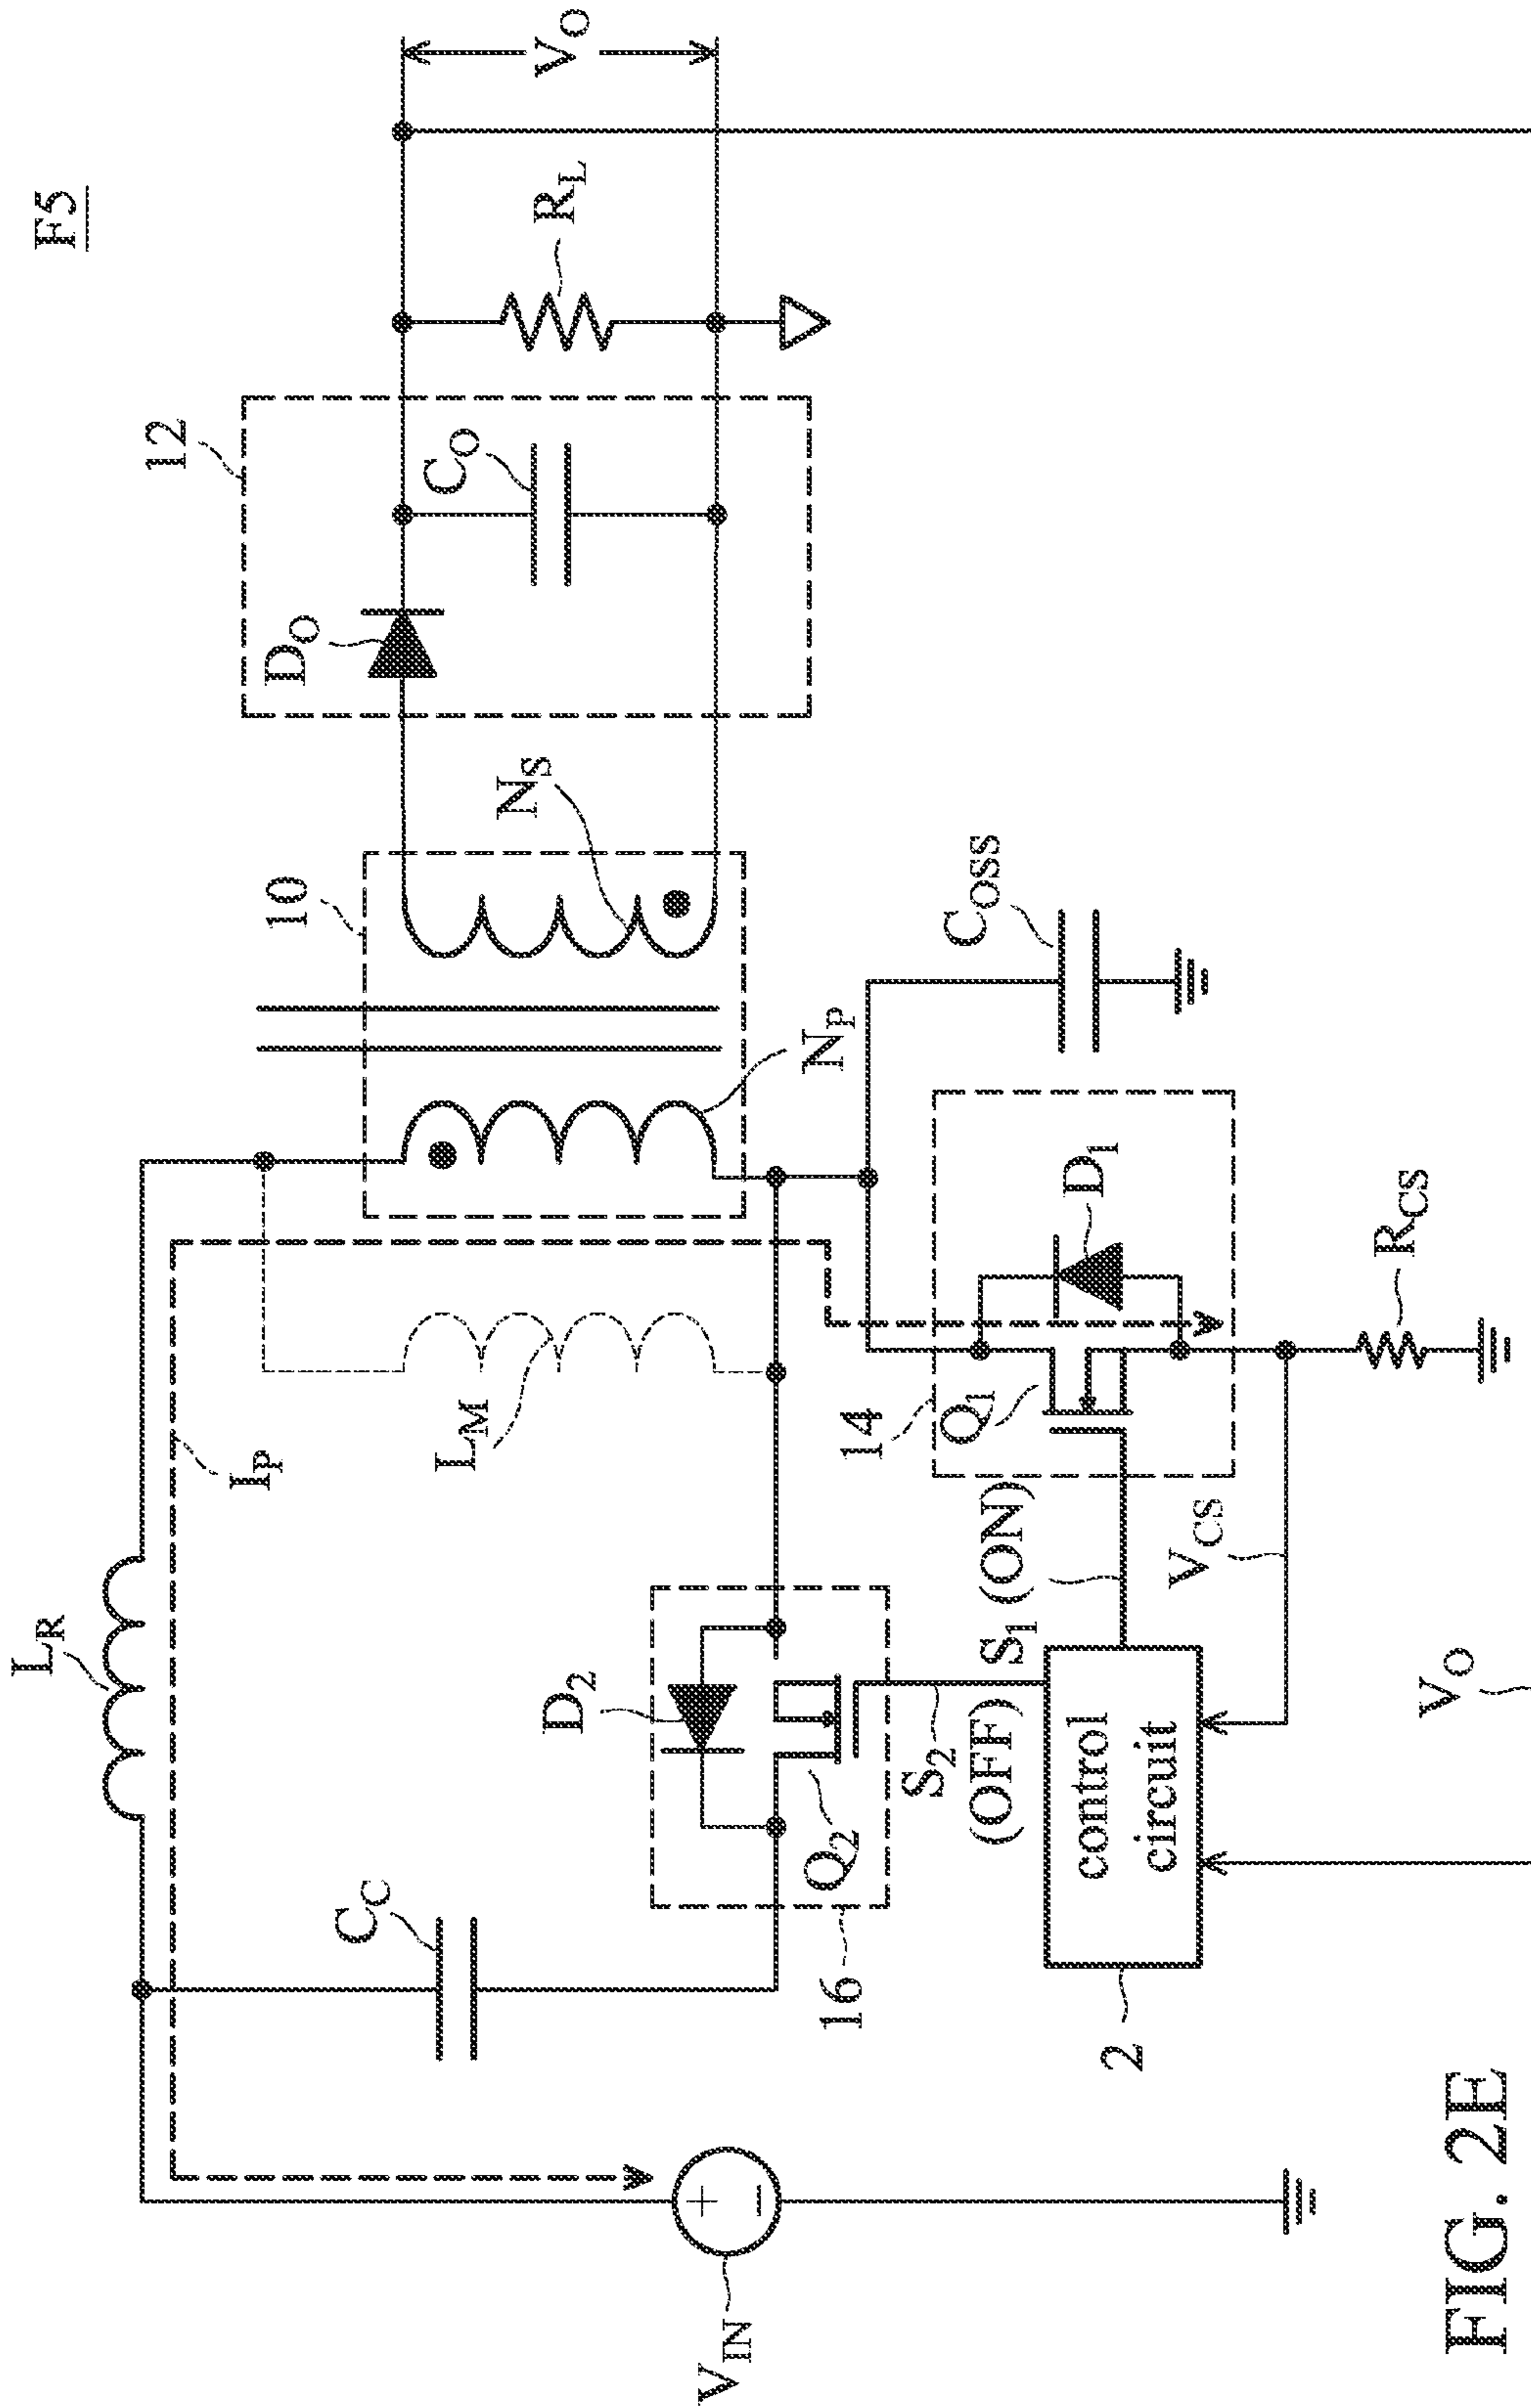 F5
L_R
I_P
C_C
L_M
D_2
Q_2
16
V_IN
10
N_S
N_P
12
D_O
C_O
R_L
V_O
C_OSS
14
Q_1
D_1
S_1 (ON)
S_2
(OFF)
V_CS
R_CS
control
circuit
2
V_O
+
−
FIG. 2E